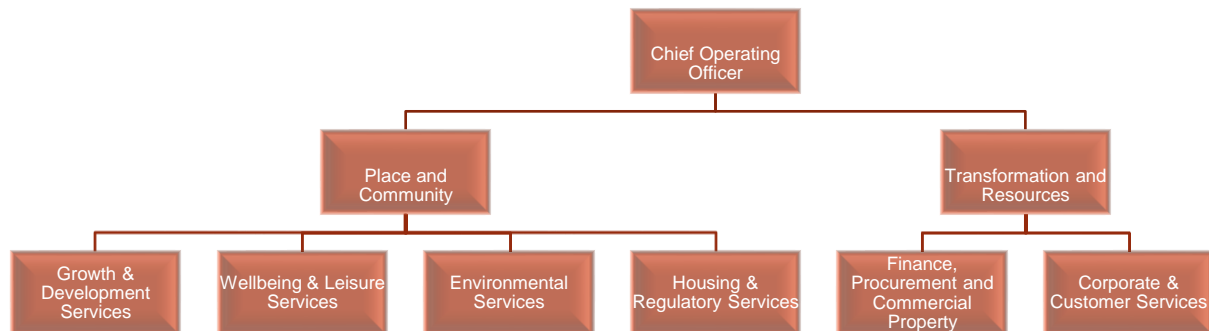 Chief Operating
Officer
Place and
Community
Transformation and
Resources
Growth &
Development
Services
Wellbeing & Leisure
Services
Environmental
Services
Housing &
Regulatory Services
Finance,
Procurement and
Commercial
Property
Corporate &
Customer Services